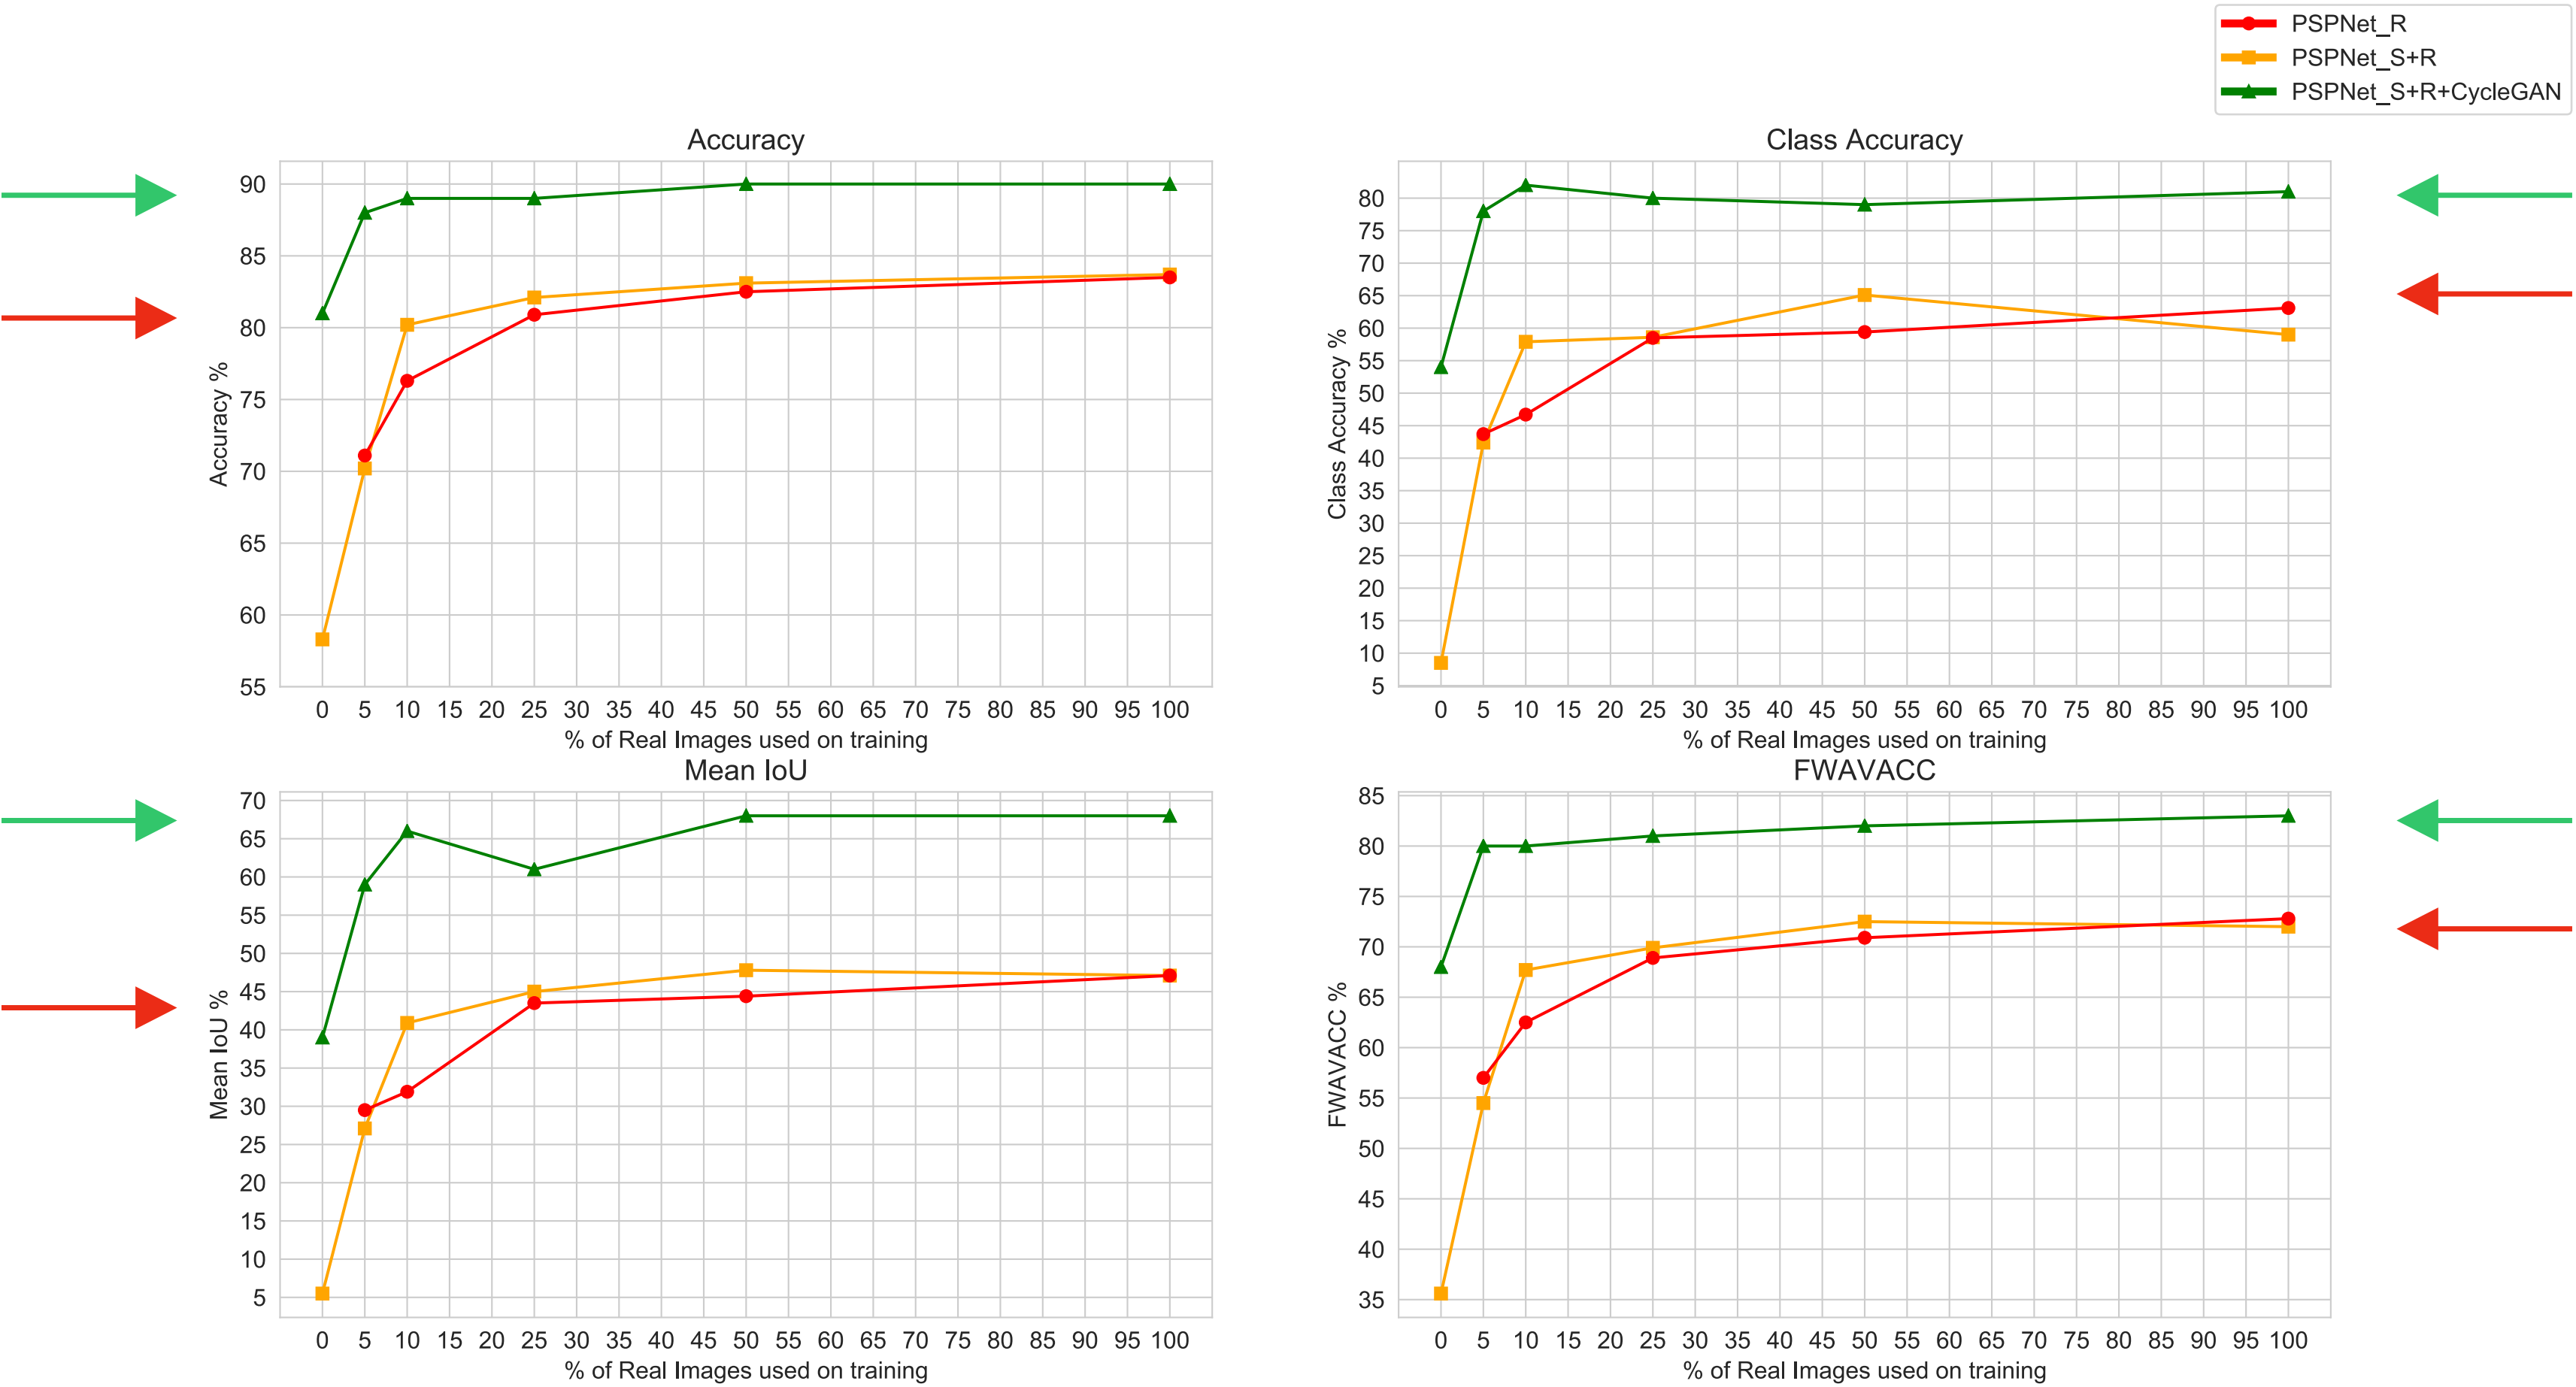 PSPNet_R
PSPNet_S+R
PSPNet_S+R+CycleGAN
Accuracy
90
85
80
75
70
65
60
55
Accuracy %
0 5 10 15 20 25 30 35 40 45 50 55 60 65 70 75 80 85 90 95 100
% of Real Images used on training
Class Accuracy
80
75
70
65
60
55
50
45
40
35
30
25
20
15
10
5
Class Accuracy %
0 5 10 15 20 25 30 35 40 45 50 55 60 65 70 75 80 85 90 95 100
% of Real Images used on training
Mean IoU
70
65
60
55
50
45
40
35
30
25
20
15
10
5
Mean IoU %
0 5 10 15 20 25 30 35 40 45 50 55 60 65 70 75 80 85 90 95 100
% of Real Images used on training
FWAVACC
85
80
75
70
65
60
55
50
45
40
35
FWAVACC %
0 5 10 15 20 25 30 35 40 45 50 55 60 65 70 75 80 85 90 95 100
% of Real Images used on training